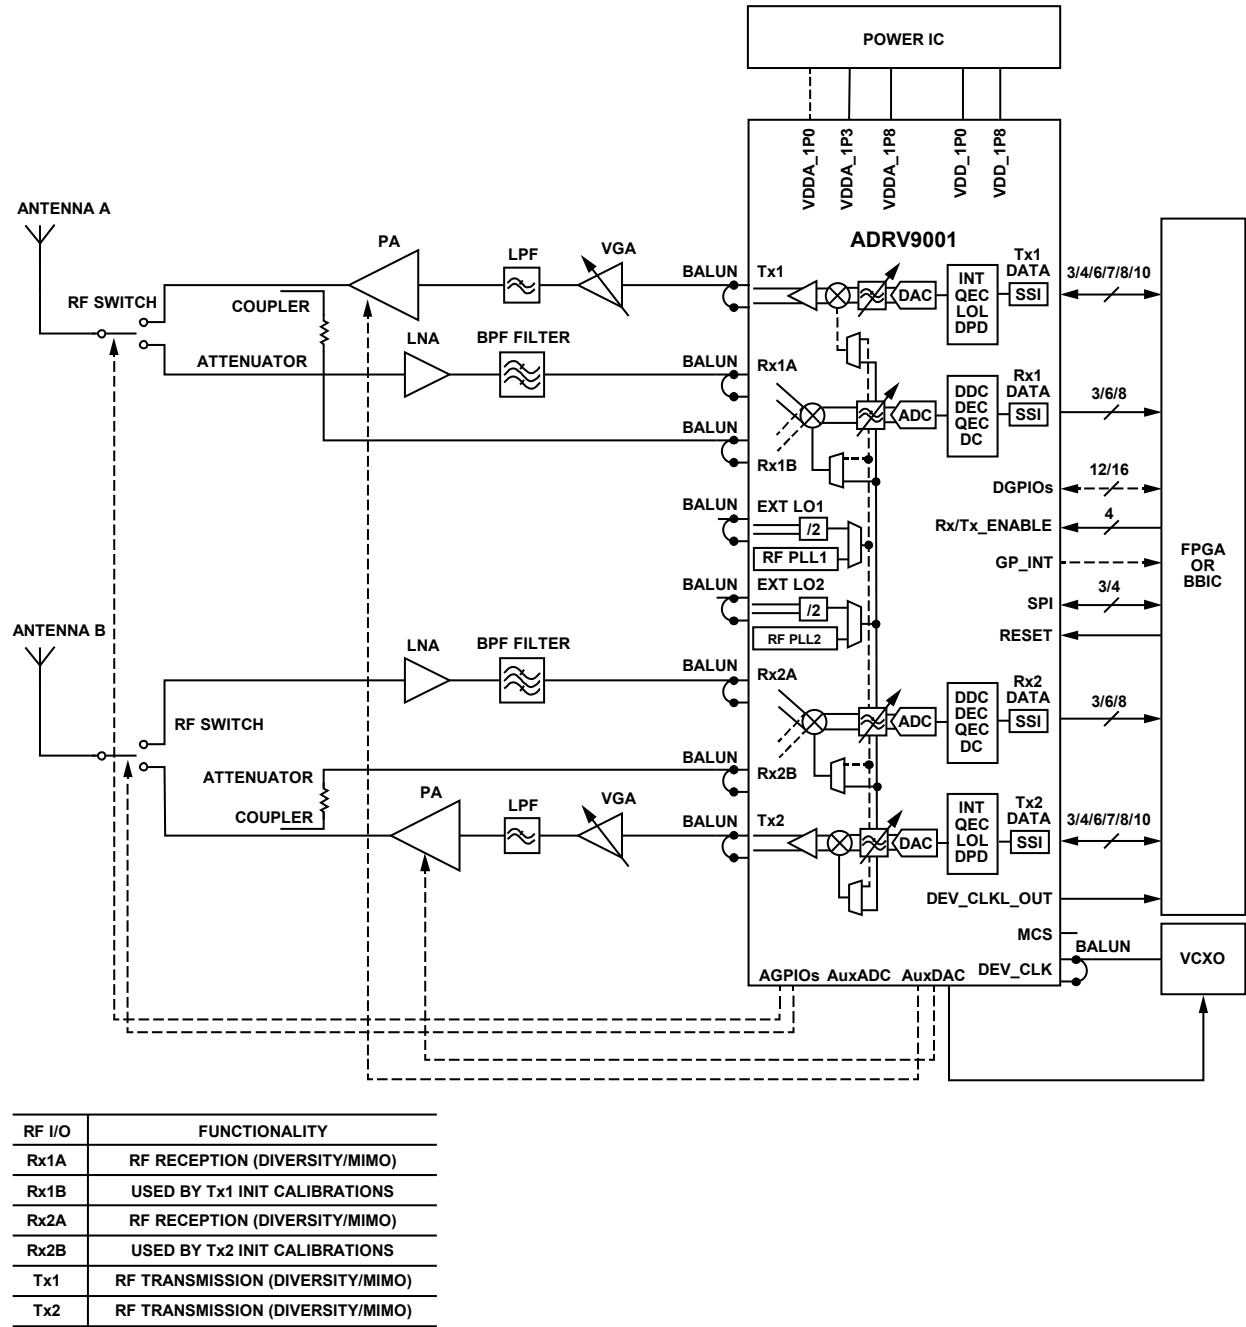 POWER IC
VDDA_1P0
VDDA_1P3
VDDA_1P8
VDD_1P0
VDD_1P8
ADRV9001
ANTENNA A
RF SWITCH
COUPLER
ATTENUATOR
PA
LPF
VGA
BALUN
Tx1
DAC
INT
QEC
LOL
DPD
Tx1
DATA
SSI
3/4/6/7/8/10
LNA
BPF FILTER
BALUN
Rx1A
ADC
DDC
DEC
QEC
DC
Rx1
DATA
SSI
3/6/8
BALUN
Rx1B
DGPIOs
12/16
BALUN
EXT LO1
/2
RF PLL1
Rx/Tx_ENABLE
4
GP_INT
FPGA
OR
BBIC
BALUN
EXT LO2
/2
RF PLL2
SPI
3/4
RESET
ANTENNA B
LNA
BPF FILTER
BALUN
Rx2A
RF SWITCH
ADC
DDC
DEC
QEC
DC
Rx2
DATA
SSI
3/6/8
ATTENUATOR
COUPLER
BALUN
Rx2B
PA
LPF
VGA
BALUN
Tx2
DAC
INT
QEC
LOL
DPD
Tx2
DATA
SSI
3/4/6/7/8/10
DEV_CLKL_OUT
MCS
BALUN
DEV_CLK
VCXO
AGPIOs AuxADC AuxDAC
RF I/O FUNCTIONALITY
Rx1A RF RECEPTION (DIVERSITY/MIMO)
Rx1B USED BY Tx1 INIT CALIBRATIONS
Rx2A RF RECEPTION (DIVERSITY/MIMO)
Rx2B USED BY Tx2 INIT CALIBRATIONS
Tx1 RF TRANSMISSION (DIVERSITY/MIMO)
Tx2 RF TRANSMISSION (DIVERSITY/MIMO)